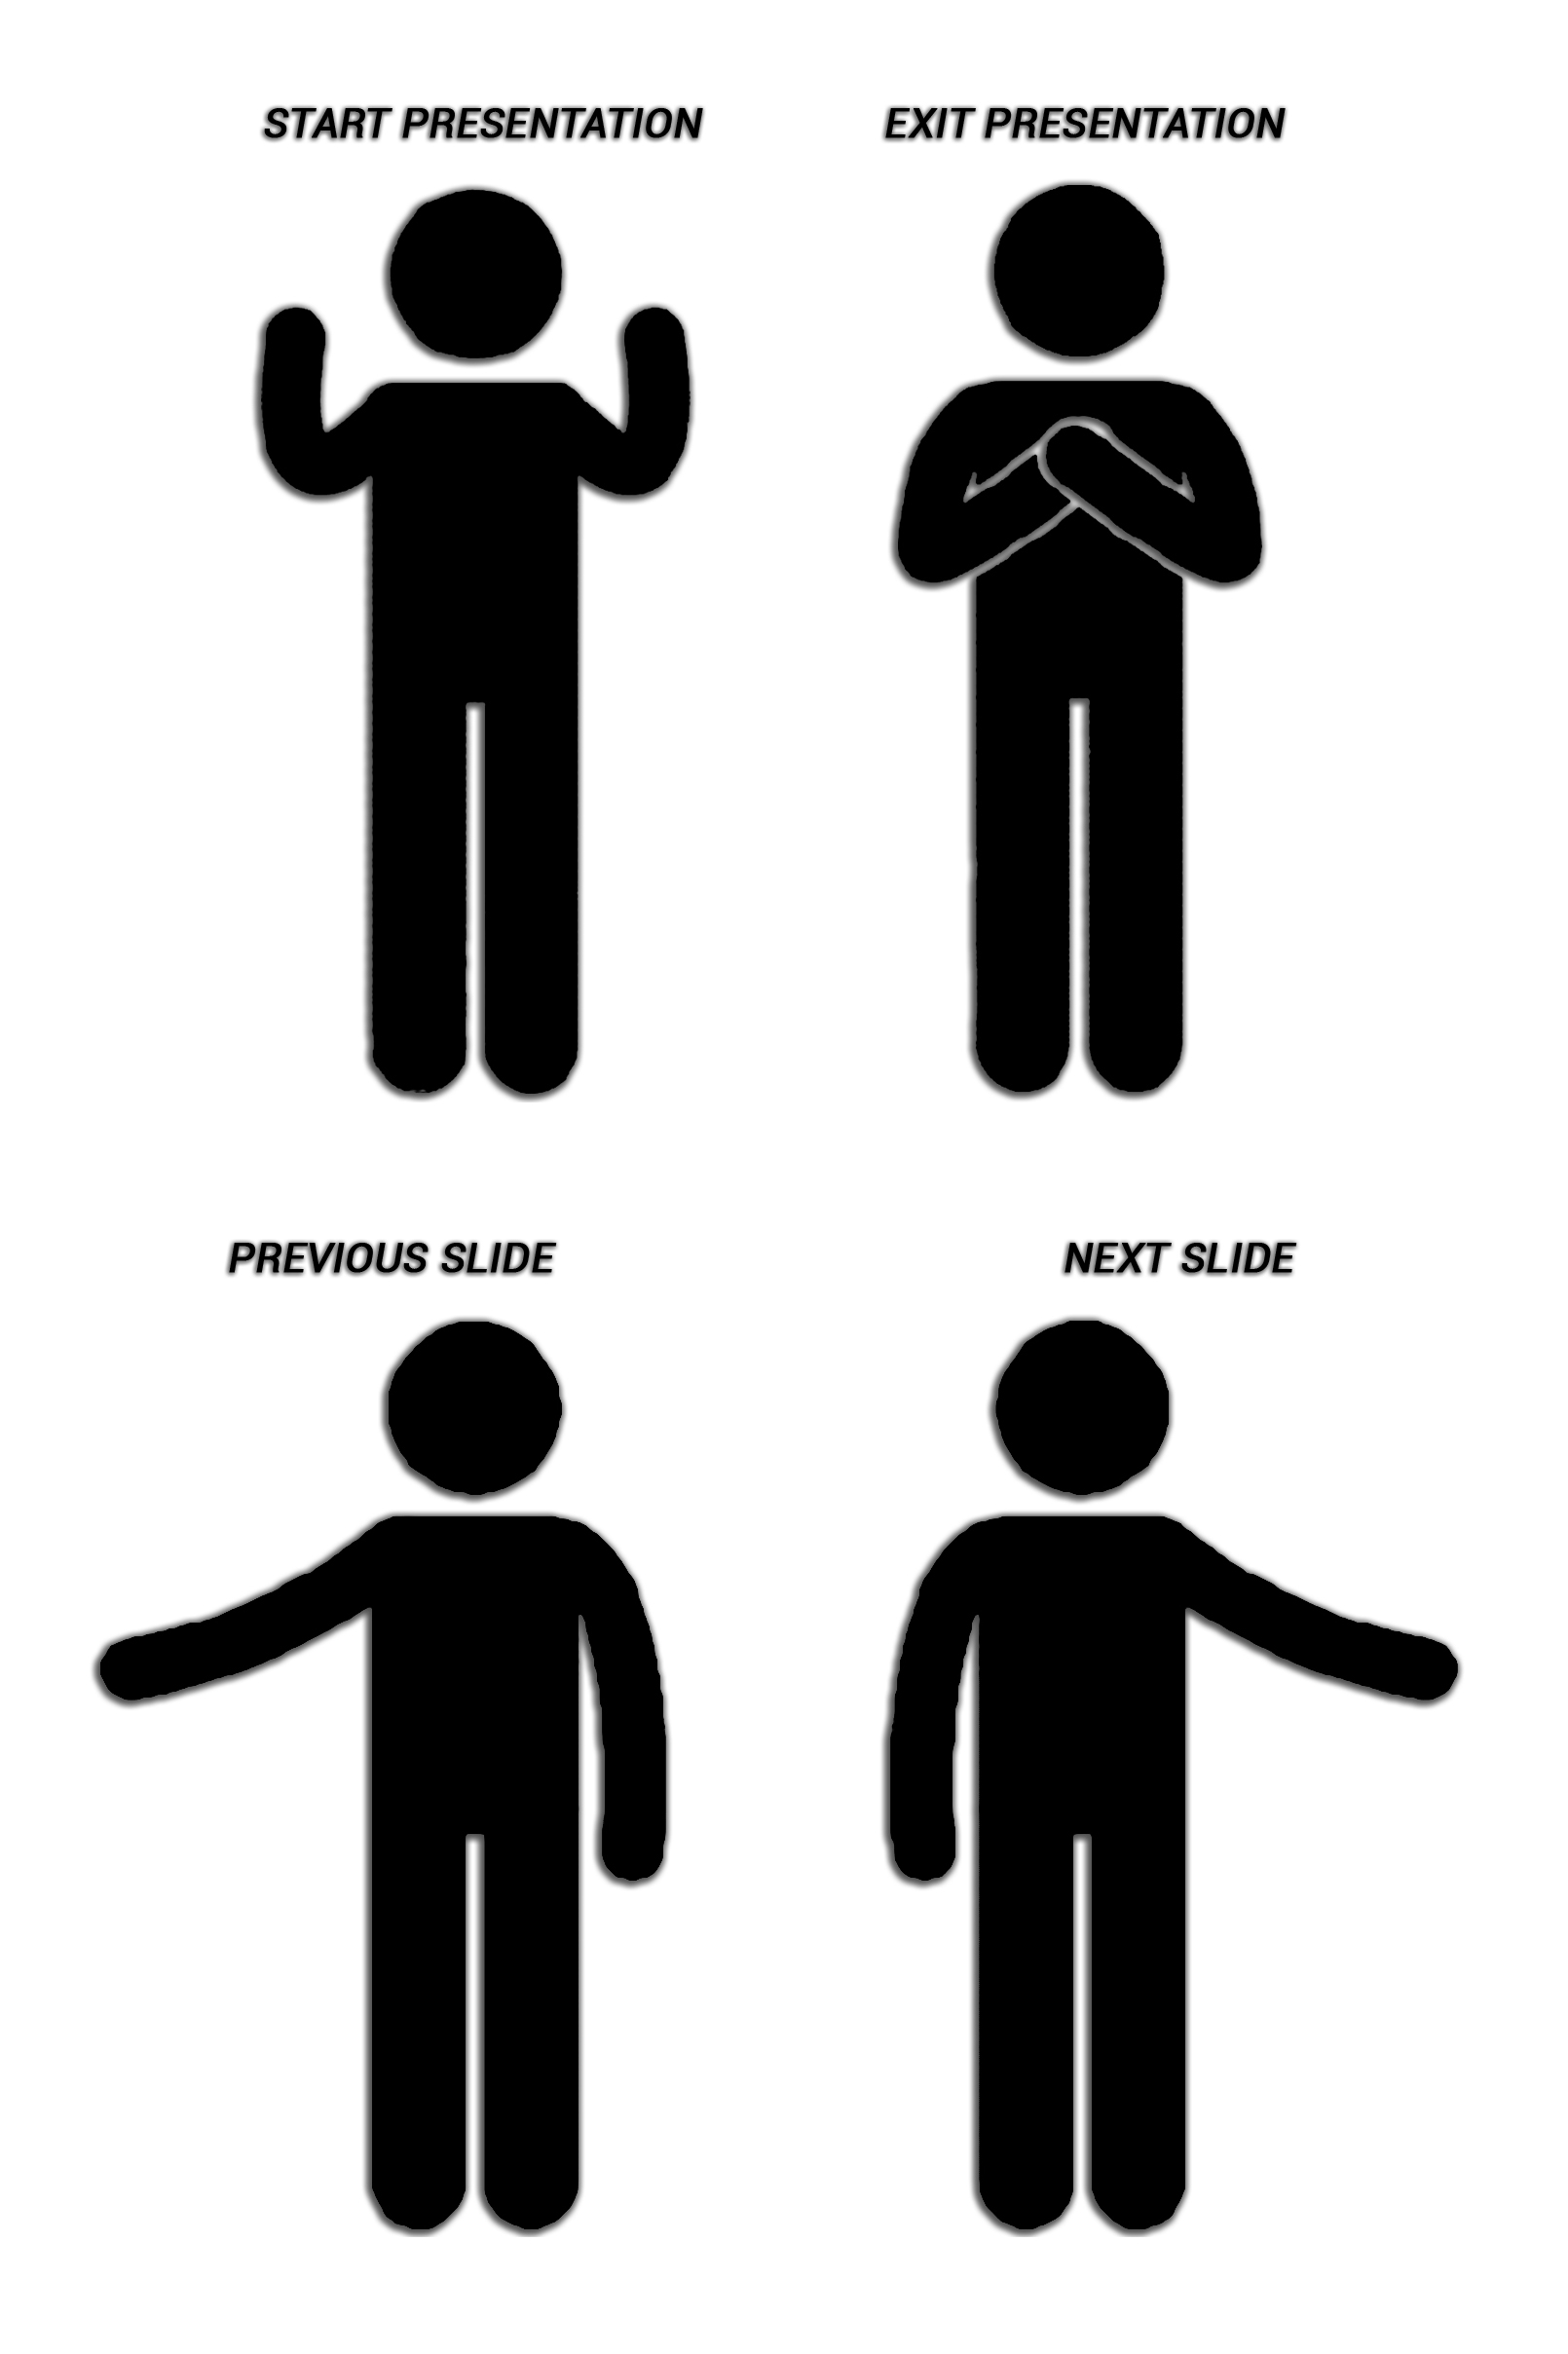 START PRESENTATION
EXIT PRESENTATION
PREVIOUS SLIDE
NEXT SLIDE